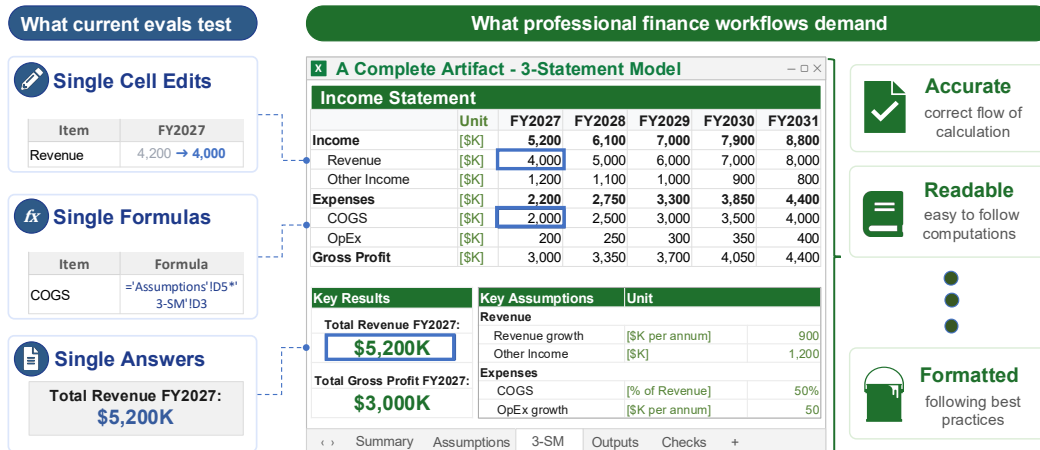 What current evals test
Single Cell Edits
Item FY2027
Revenue 4,200 → 4,000
fx Single Formulas
Item Formula
COGS ='Assumptions'!D5*'
3-SM'!D3
Single Answers
Total Revenue FY2027:
$5,200K
What professional finance workflows demand
X A Complete Artifact - 3-Statement Model
Income Statement
Unit FY2027 FY2028 FY2029 FY2030 FY2031
Income [$K] 5,200 6,100 7,000 7,900 8,800
Revenue [$K] 4,000 5,000 6,000 7,000 8,000
Other Income [$K] 1,200 1,100 1,000 900 800
Expenses [$K] 2,200 2,750 3,300 3,850 4,400
COGS [$K] 2,000 2,500 3,000 3,500 4,000
OpEx [$K] 200 250 300 350 400
Gross Profit [$K] 3,000 3,350 3,700 4,050 4,400
Key Results
Total Revenue FY2027:
$5,200K
Total Gross Profit FY2027:
$3,000K
Key Assumptions Unit
Revenue
Revenue growth [$K per annum] 900
Other Income [$K] 1,200
Expenses
COGS [% of Revenue] 50%
OpEx growth [$K per annum] 50
‹ › Summary Assumptions 3-SM Outputs Checks +
Accurate
correct flow of
calculation
Readable
easy to follow
computations
Formatted
following best
practices